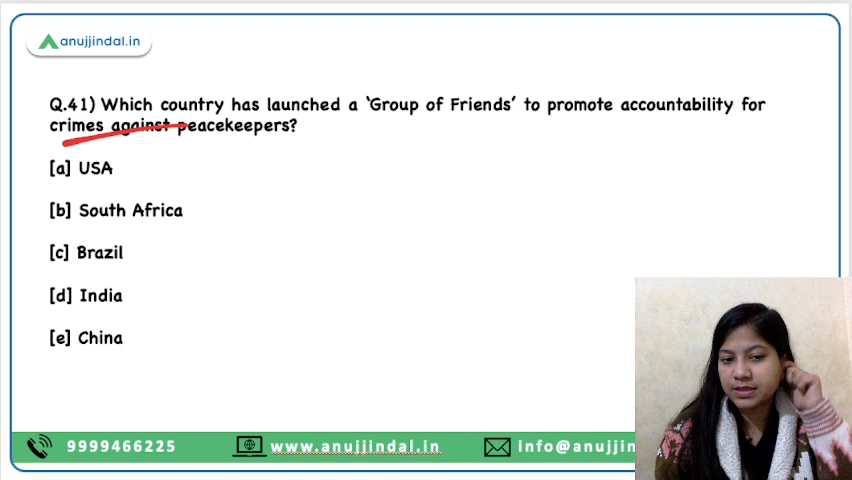 anujjindal.in
Q.41) Which country has launched a ‘Group of Friends’ to promote accountability for
crimes against peacekeepers?
[a] USA
[b] South Africa
[c] Brazil
[d] India
[e] China
9999466225 www.anujjindal.in info@anujjin